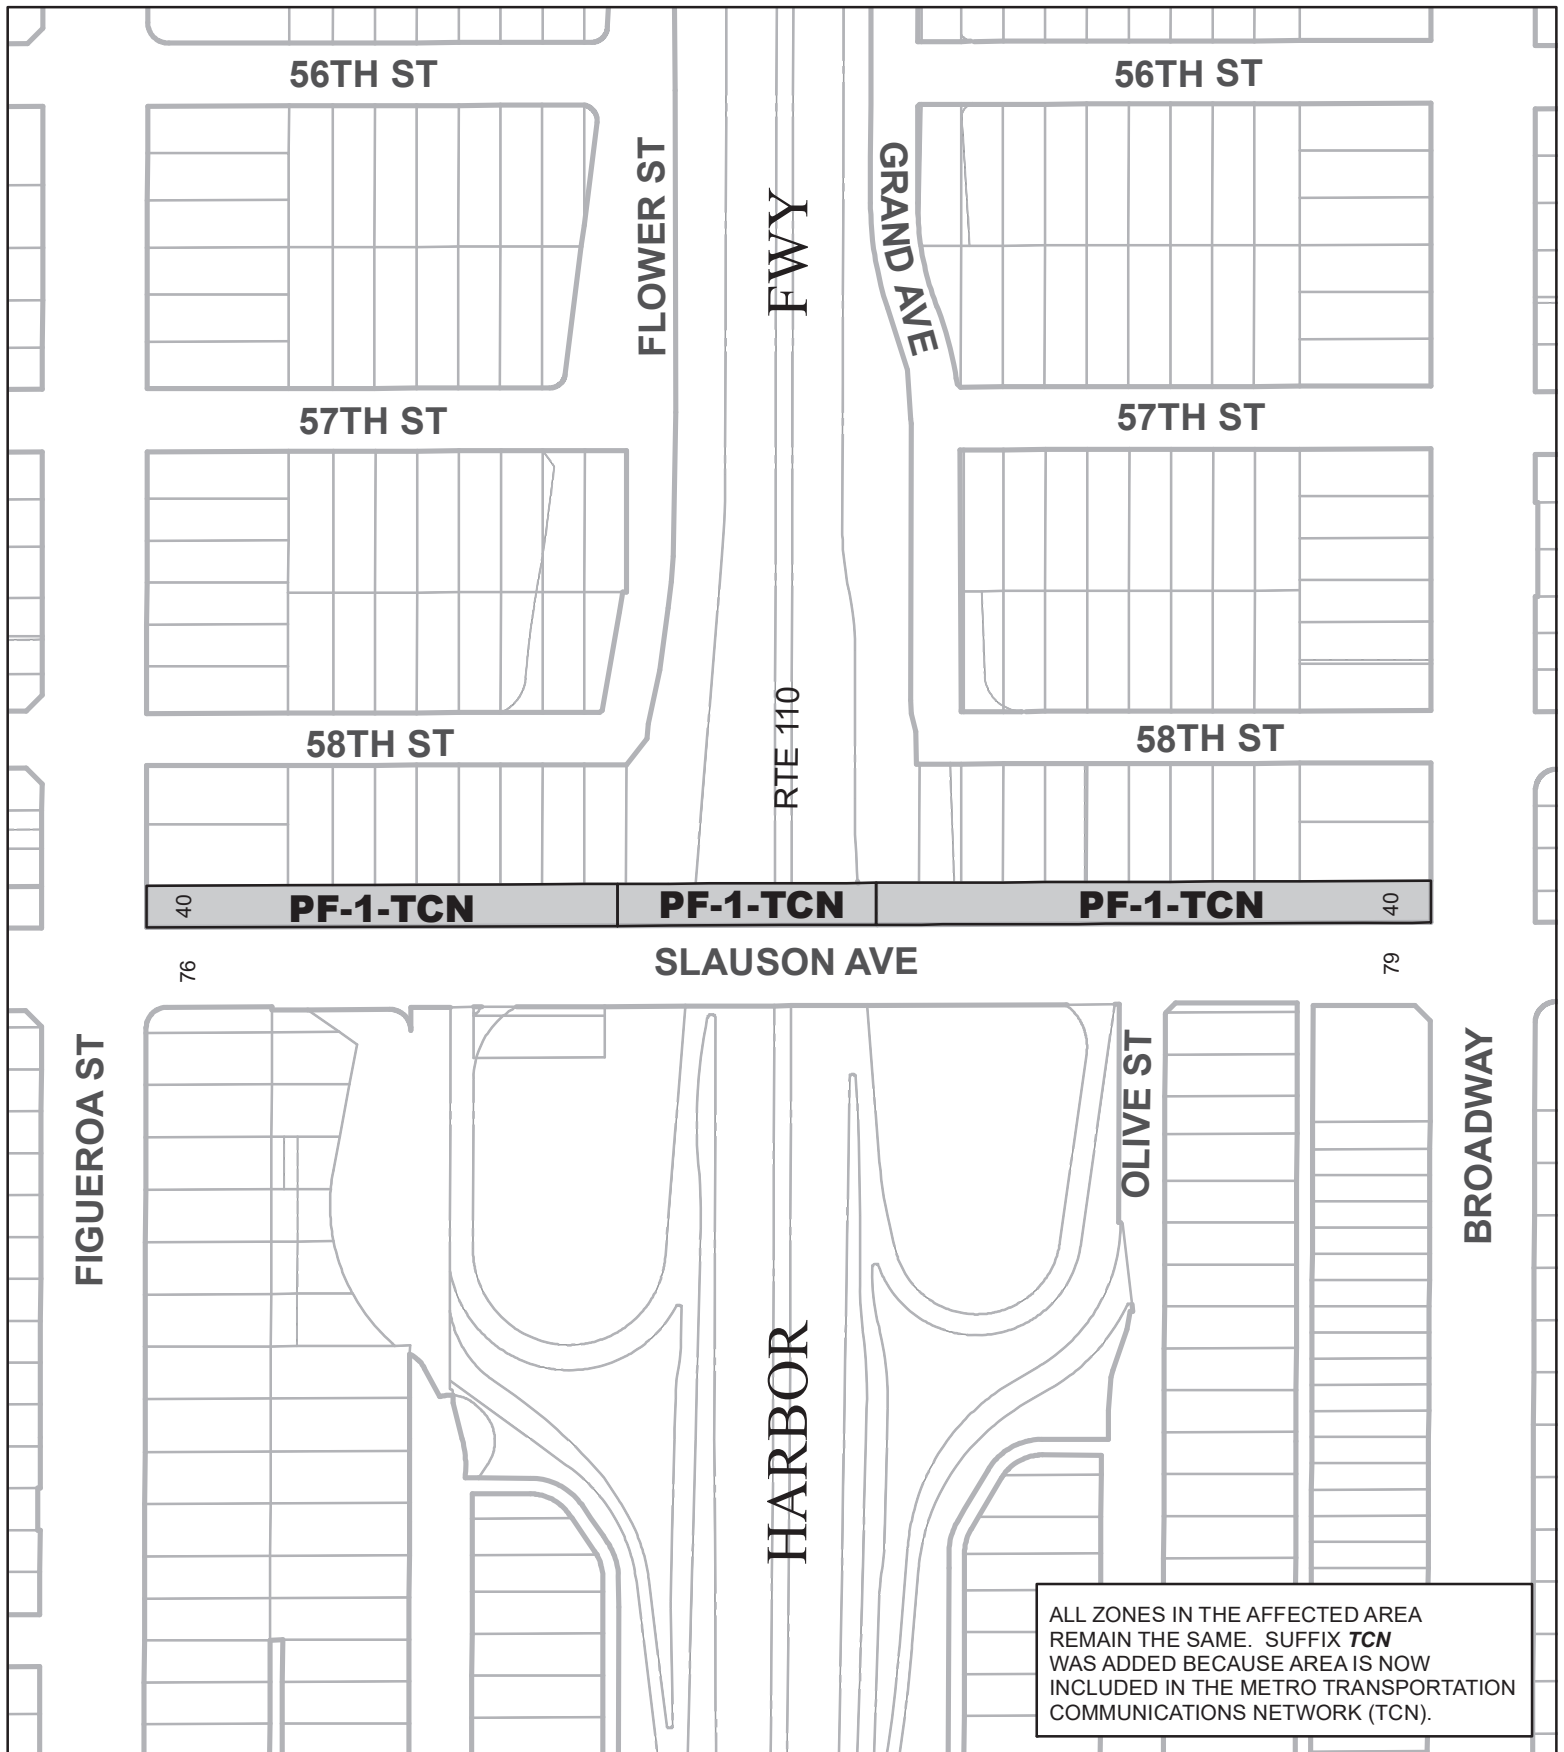 56TH ST
56TH ST
FLOWER ST
FWY
GRAND AVE
57TH ST
57TH ST
58TH ST
RTE 110
58TH ST
40
PF-1-TCN
PF-1-TCN
PF-1-TCN
40
76
SLAUSON AVE
79
FIGUEROA ST
OLIVE ST
BROADWAY
HARBOR
ALL ZONES IN THE AFFECTED AREA
REMAIN THE SAME. SUFFIX TCN
WAS ADDED BECAUSE AREA IS NOW
INCLUDED IN THE METRO TRANSPORTATION
COMMUNICATIONS NETWORK (TCN).